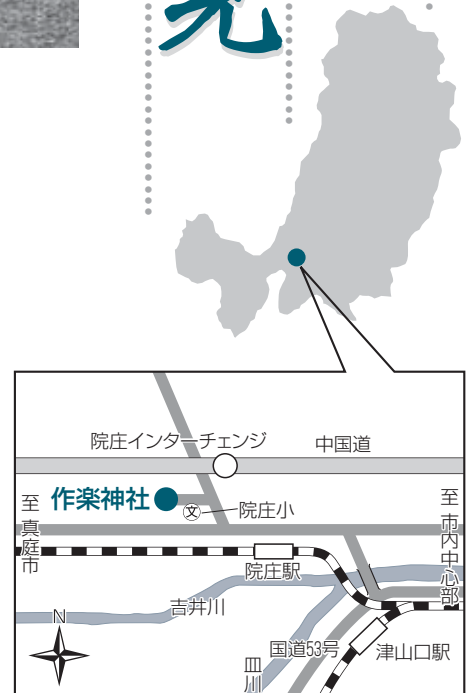 光
院庄インターチェンジ
中国道
至 真庭市
作楽神社
文
院庄小
至 市内中心部
院庄駅
吉井川
N
国道53号
津山口駅
皿川